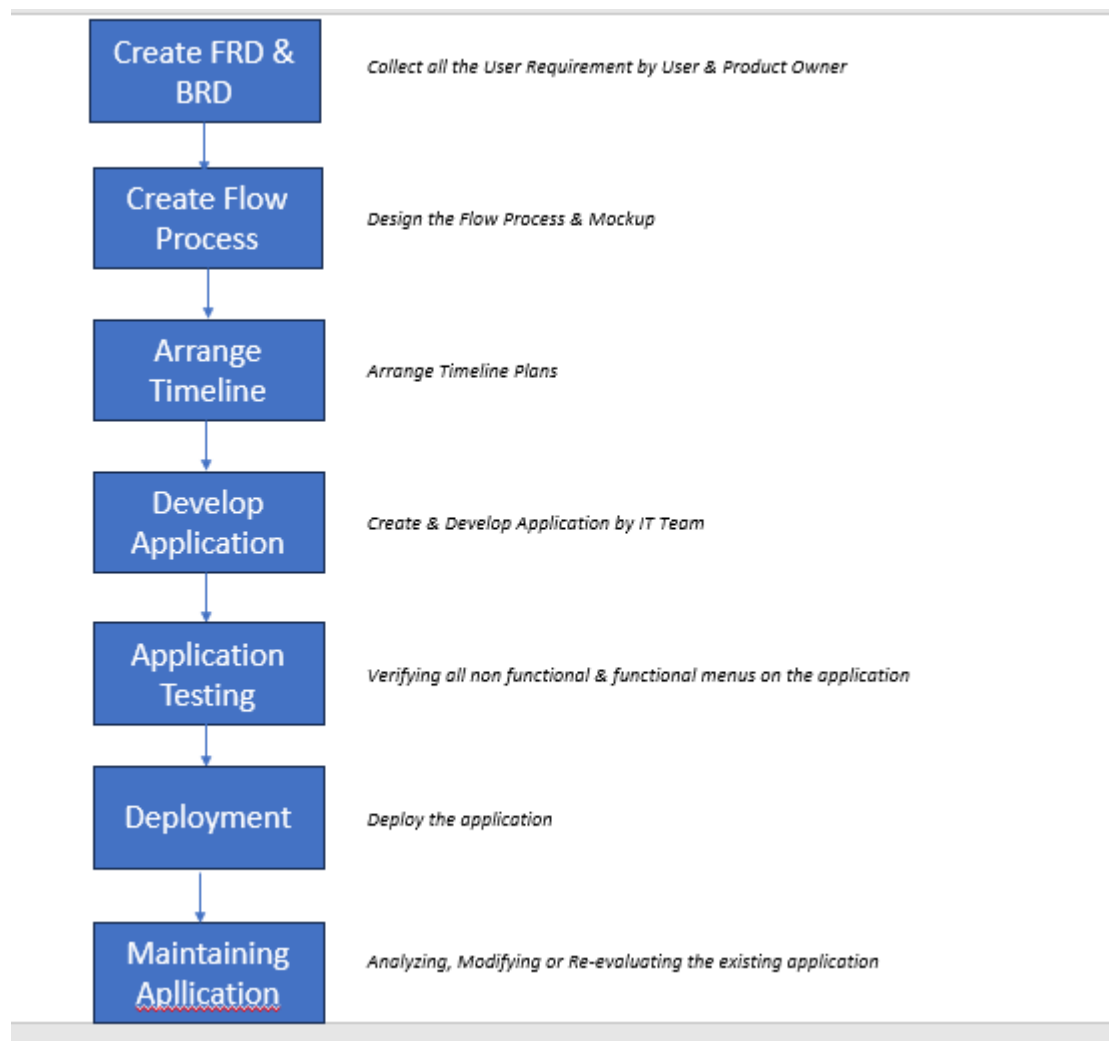 Create FRD &
BRD
Collect all the User Requirement by User & Product Owner
Create Flow
Process
Design the Flow Process & Mockup
Arrange
Timeline
Arrange Timeline Plans
Develop
Application
Create & Develop Application by IT Team
Application
Testing
Verifying all non functional & functional menus on the application
Deployment
Deploy the application
Maintaining
Apllication
Analyzing, Modifying or Re-evaluating the existing application